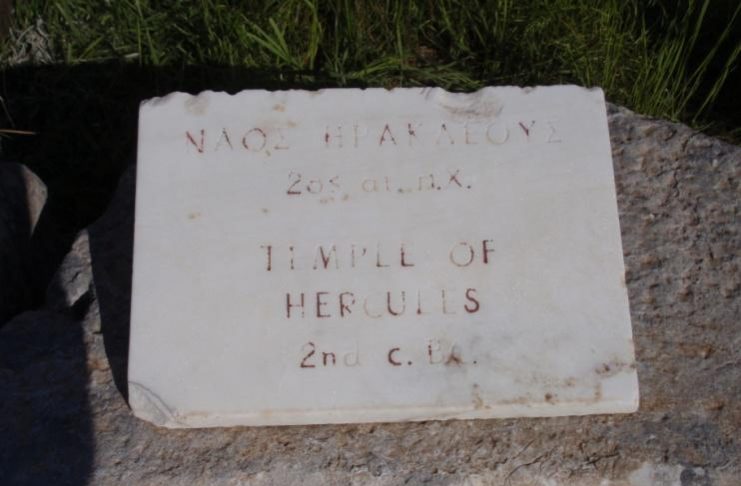 ΝΑΟΣ ΗΡΑΚΛΕΟΥΣ
2ος αι. π.Χ.
TEMPLE OF
HERCULES
2nd c. BC.